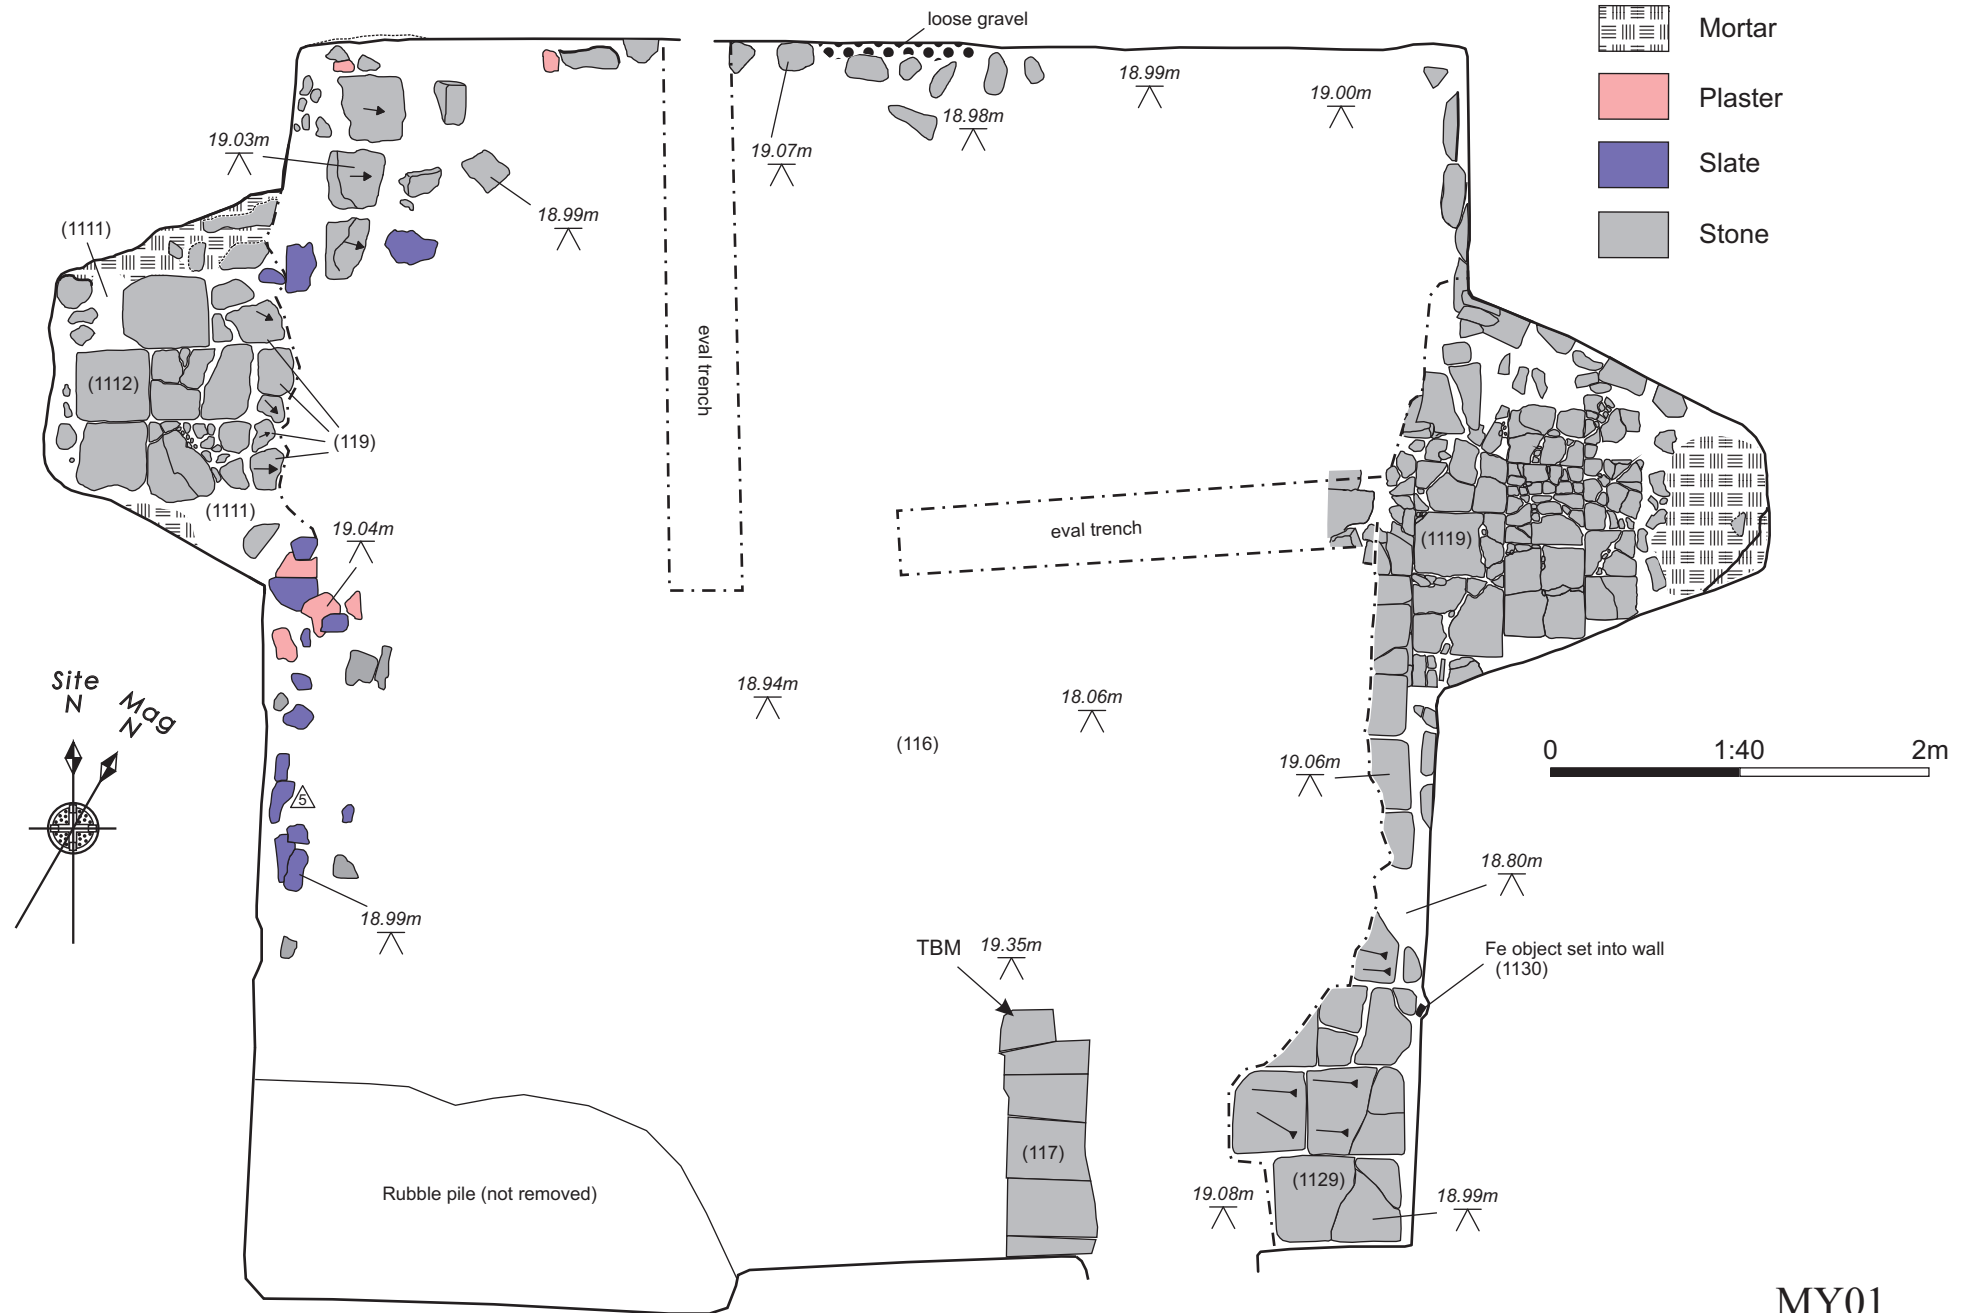 loose gravel
Mortar
Plaster
Slate
Stone
18.99m
19.00m
18.98m
19.03m
19.07m
18.99m
(1111)
eval trench
(1112)
(119)
(1111)
19.04m
eval trench
(1119)
Site
N
Mag
N
18.94m
18.06m
(116)
19.06m
0 1:40 2m
5
18.80m
18.99m
TBM 19.35m
Fe object set into wall
(1130)
(117)
Rubble pile (not removed)
(1129)
19.08m
18.99m
MY01